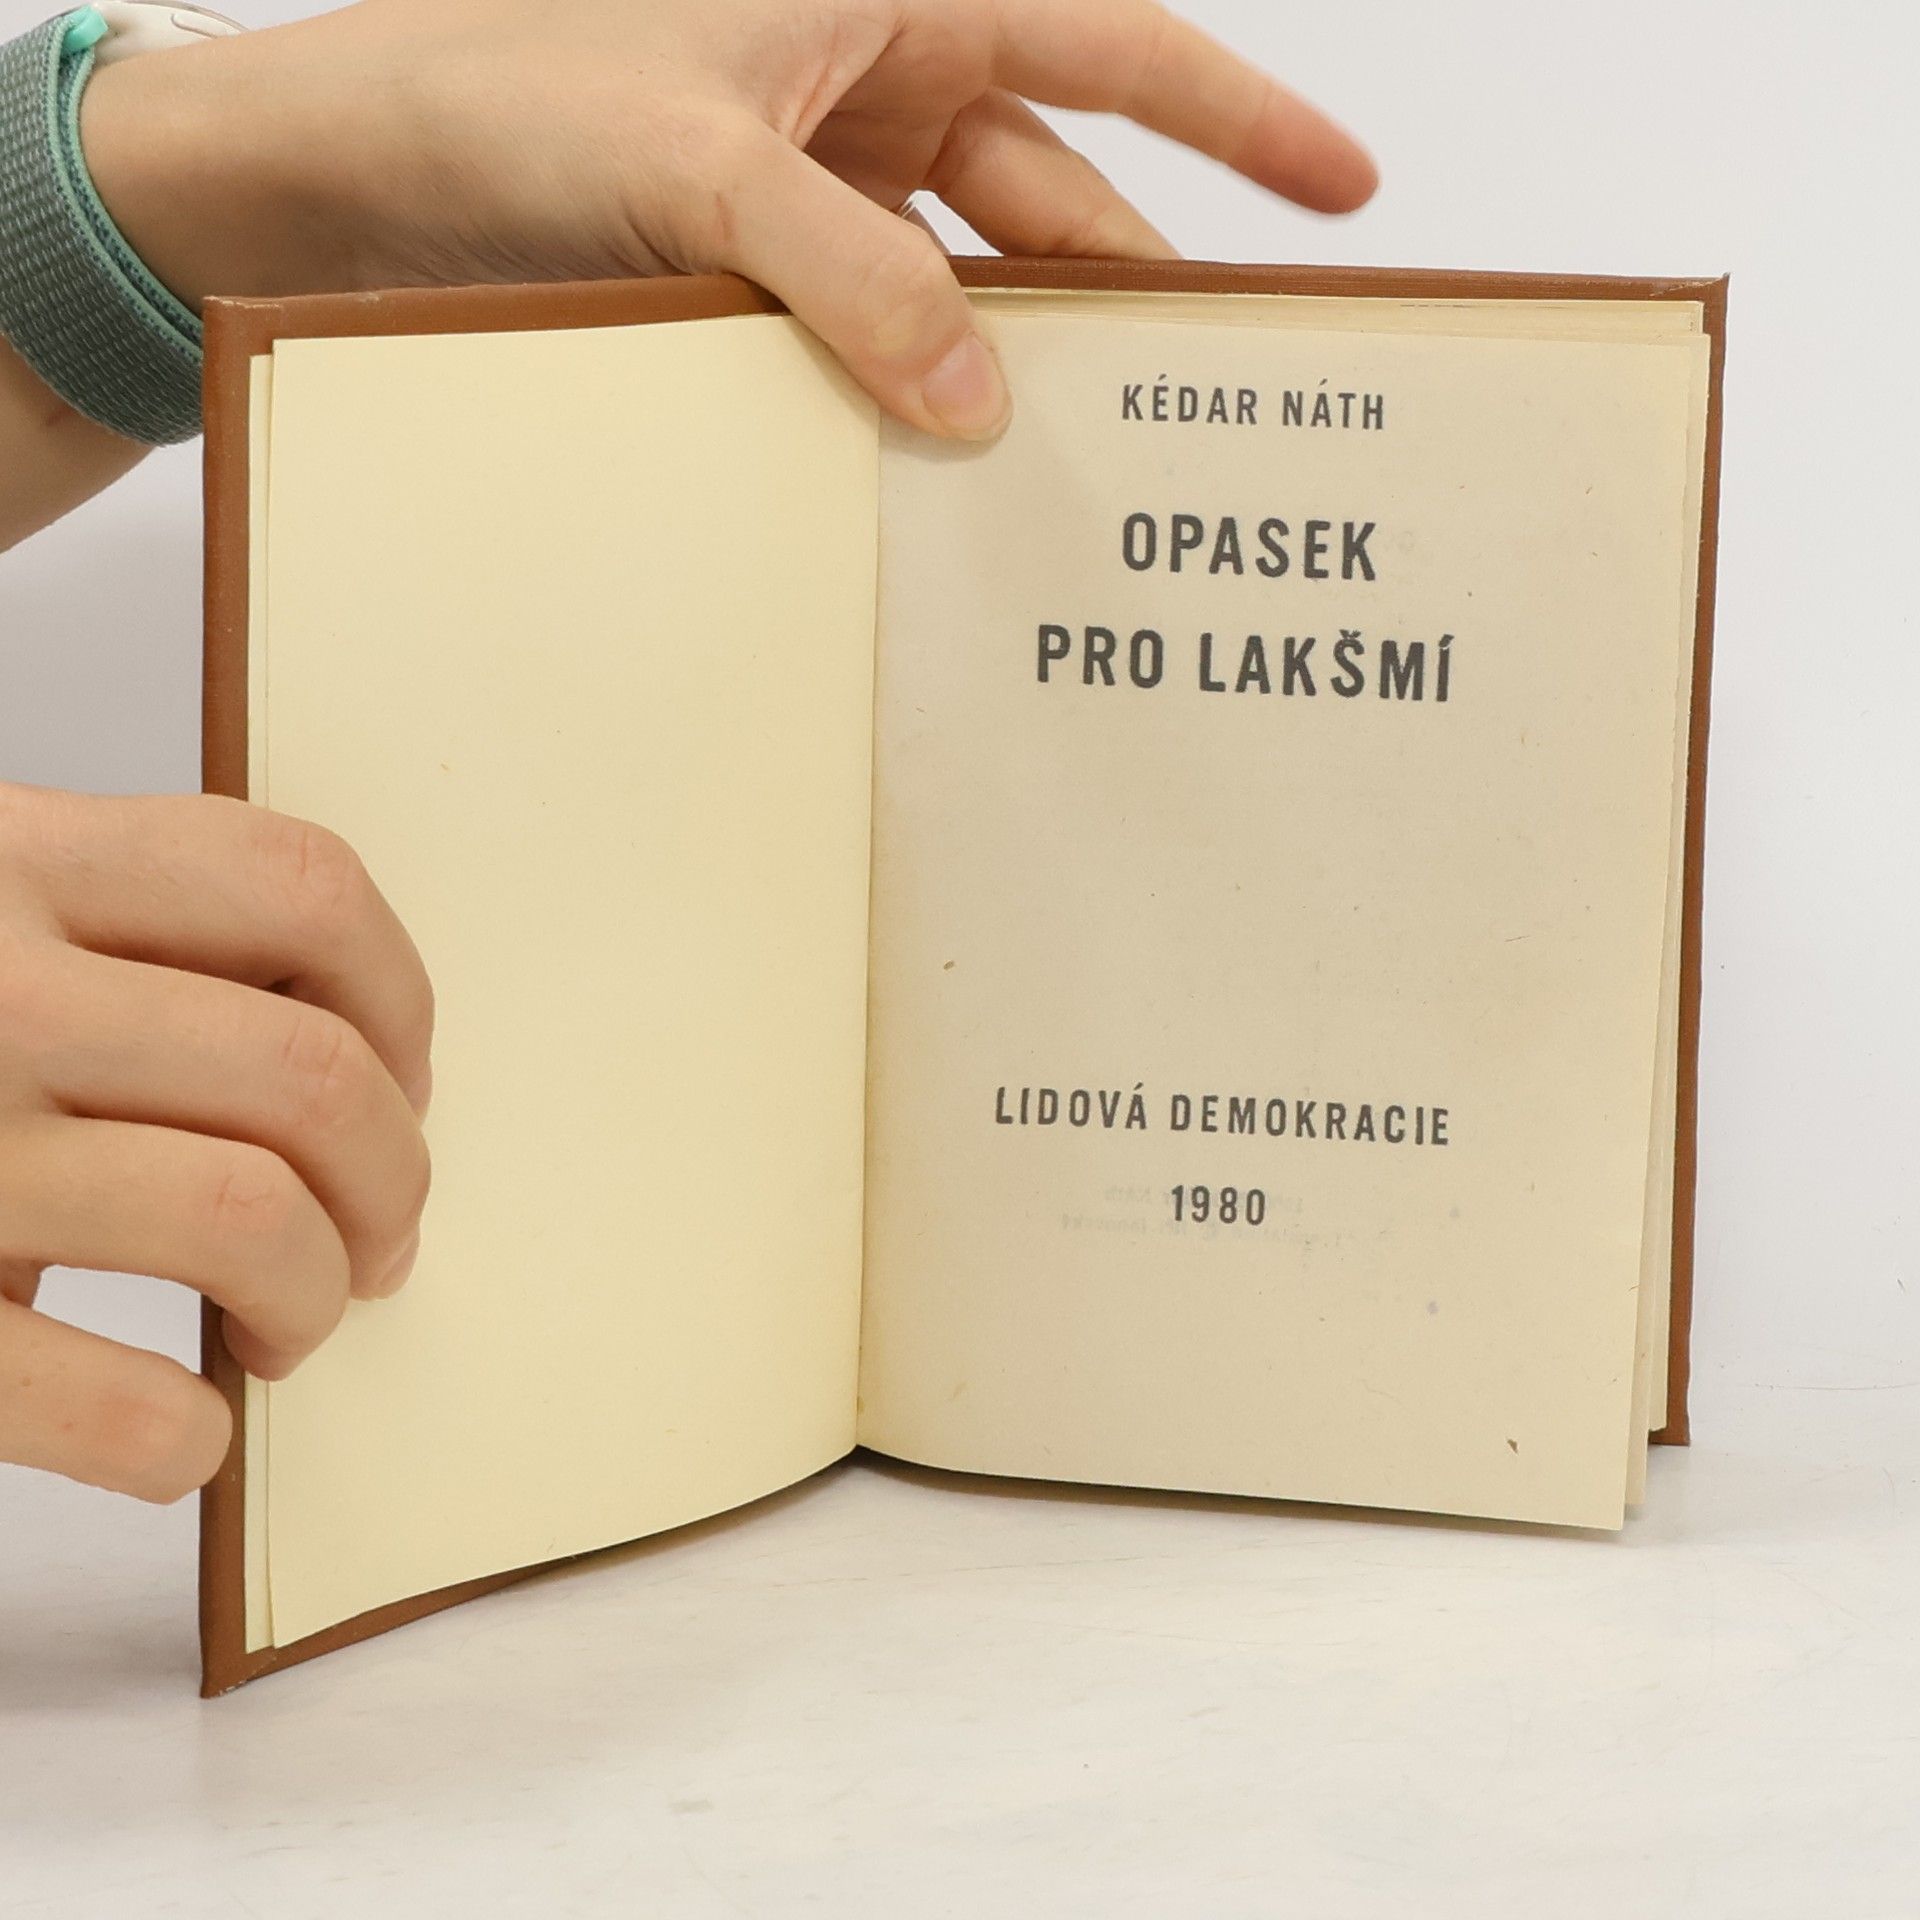 KÉDAR NÁTH
OPASEK
PRO LAKŠMÍ
LIDOVÁ DEMOKRACIE
1980